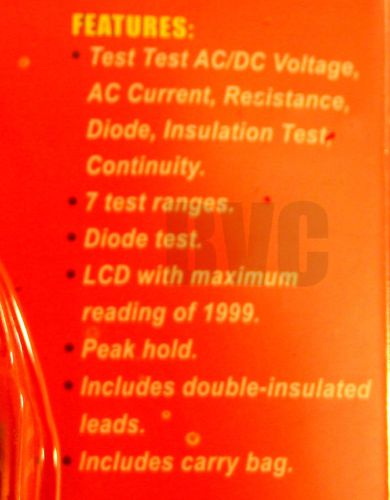 FEATURES:
• Test Test AC/DC Voltage,
AC Current, Resistance,
Diode, Insulation Test,
Continuity.
• 7 test ranges.
• Diode test.
RVC
• LCD with maximum
reading of 1999.
• Peak hold.
• Includes double-insulated
leads.
• Includes carry bag.